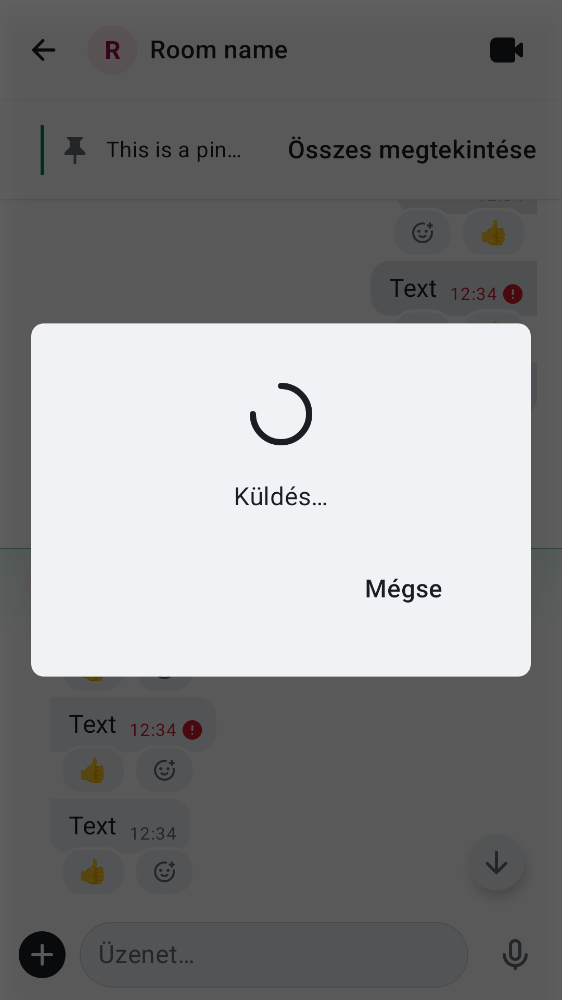 R Room name
This is a pin… Összes megtekintése
Text 12:34
Küldés…
Mégse
Text 12:34
Text 12:34
Üzenet…